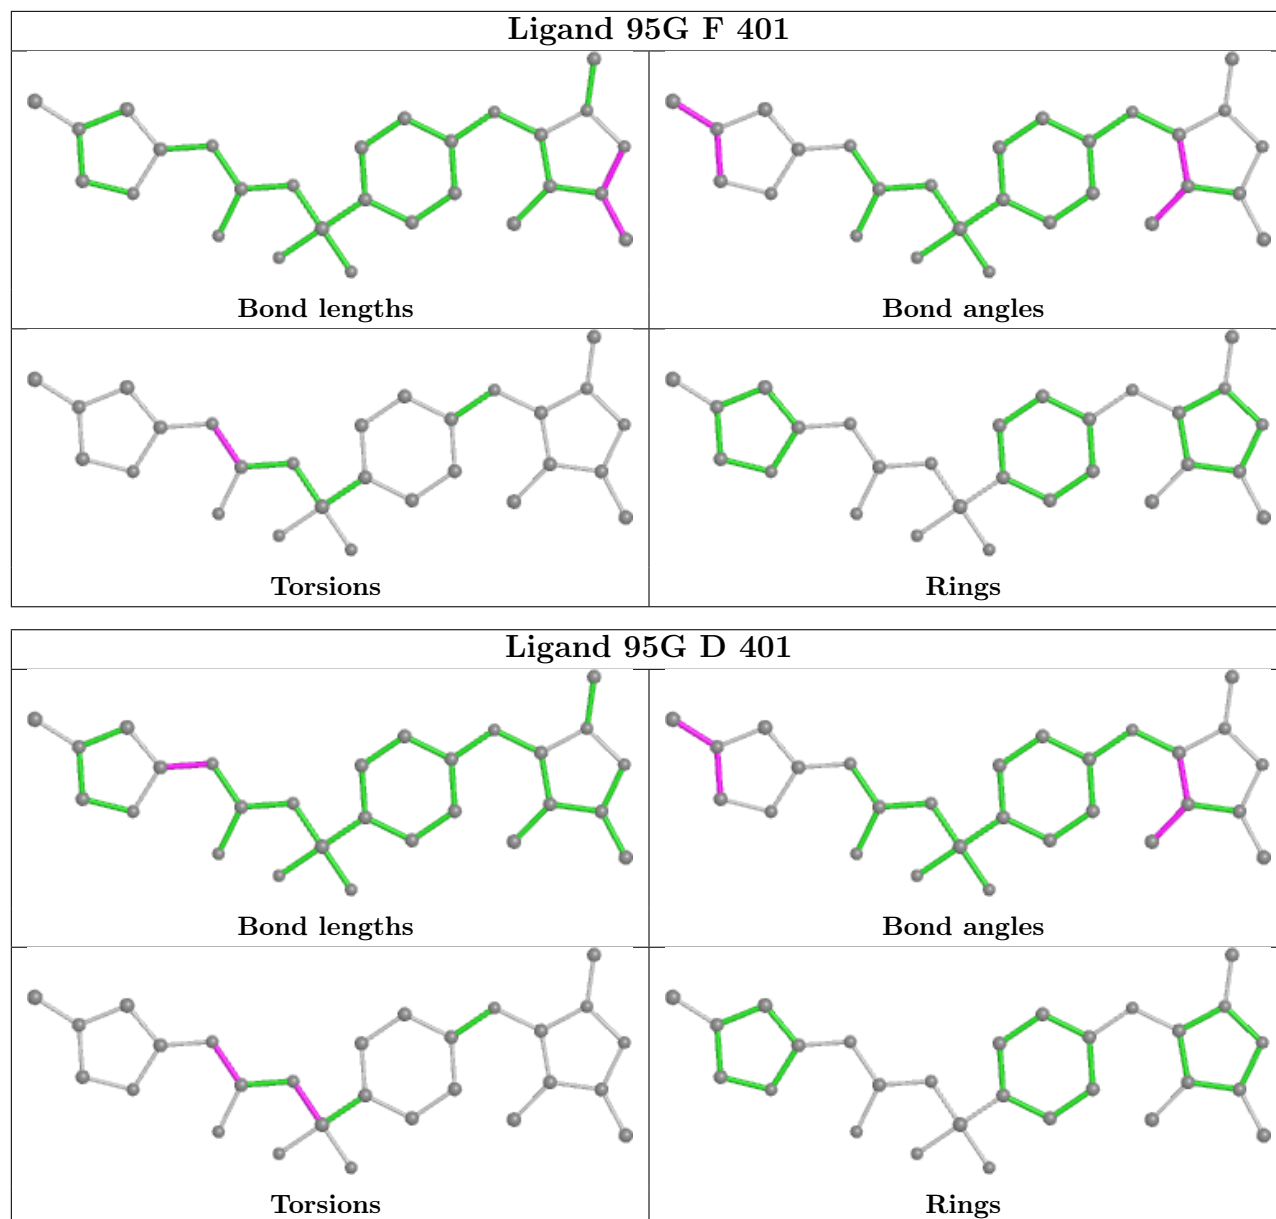 Ligand 95G F 401
Bond lengths
Bond angles
Torsions
Rings
Ligand 95G D 401
Bond lengths
Bond angles
Torsions
Rings